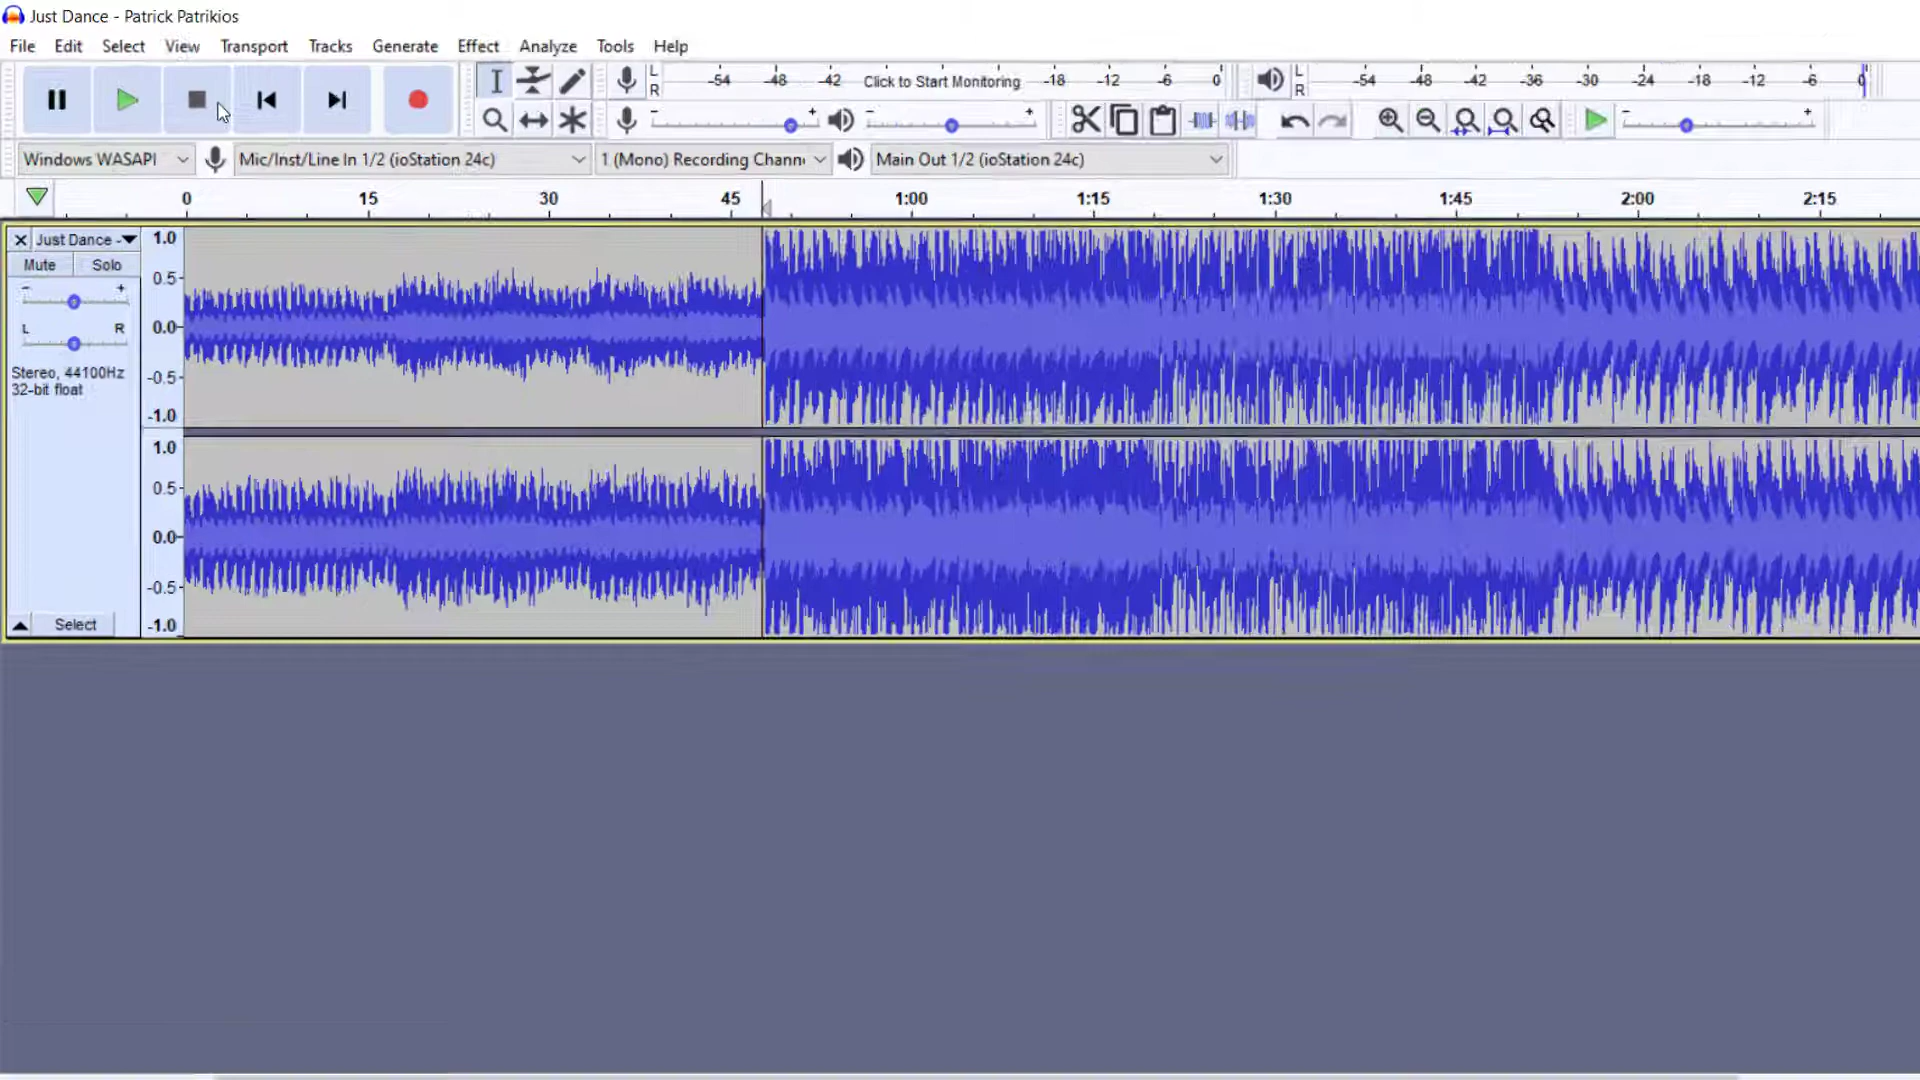 Just Dance - Patrick Patrikios
File Edit Select View Transport Tracks Generate Effect Analyze Tools Help
L R -54 -48 -42 Click to Start Monitoring -18 -12 -6 0 L R -54 -48 -42 -36 -30 -24 -18 -12 -6 0
- + - + - +
Windows WASAPI Mic/Inst/Line In 1/2 (ioStation 24c) 1 (Mono) Recording Chann Main Out 1/2 (ioStation 24c)
0 15 30 45 1:00 1:15 1:30 1:45 2:00 2:15
Just Dance - 1.0
Mute Solo
0.5
- +
L R 0.0
Stereo, 44100Hz
-0.5
32-bit float
-1.0
1.0
0.5
0.0
-0.5
Select -1.0